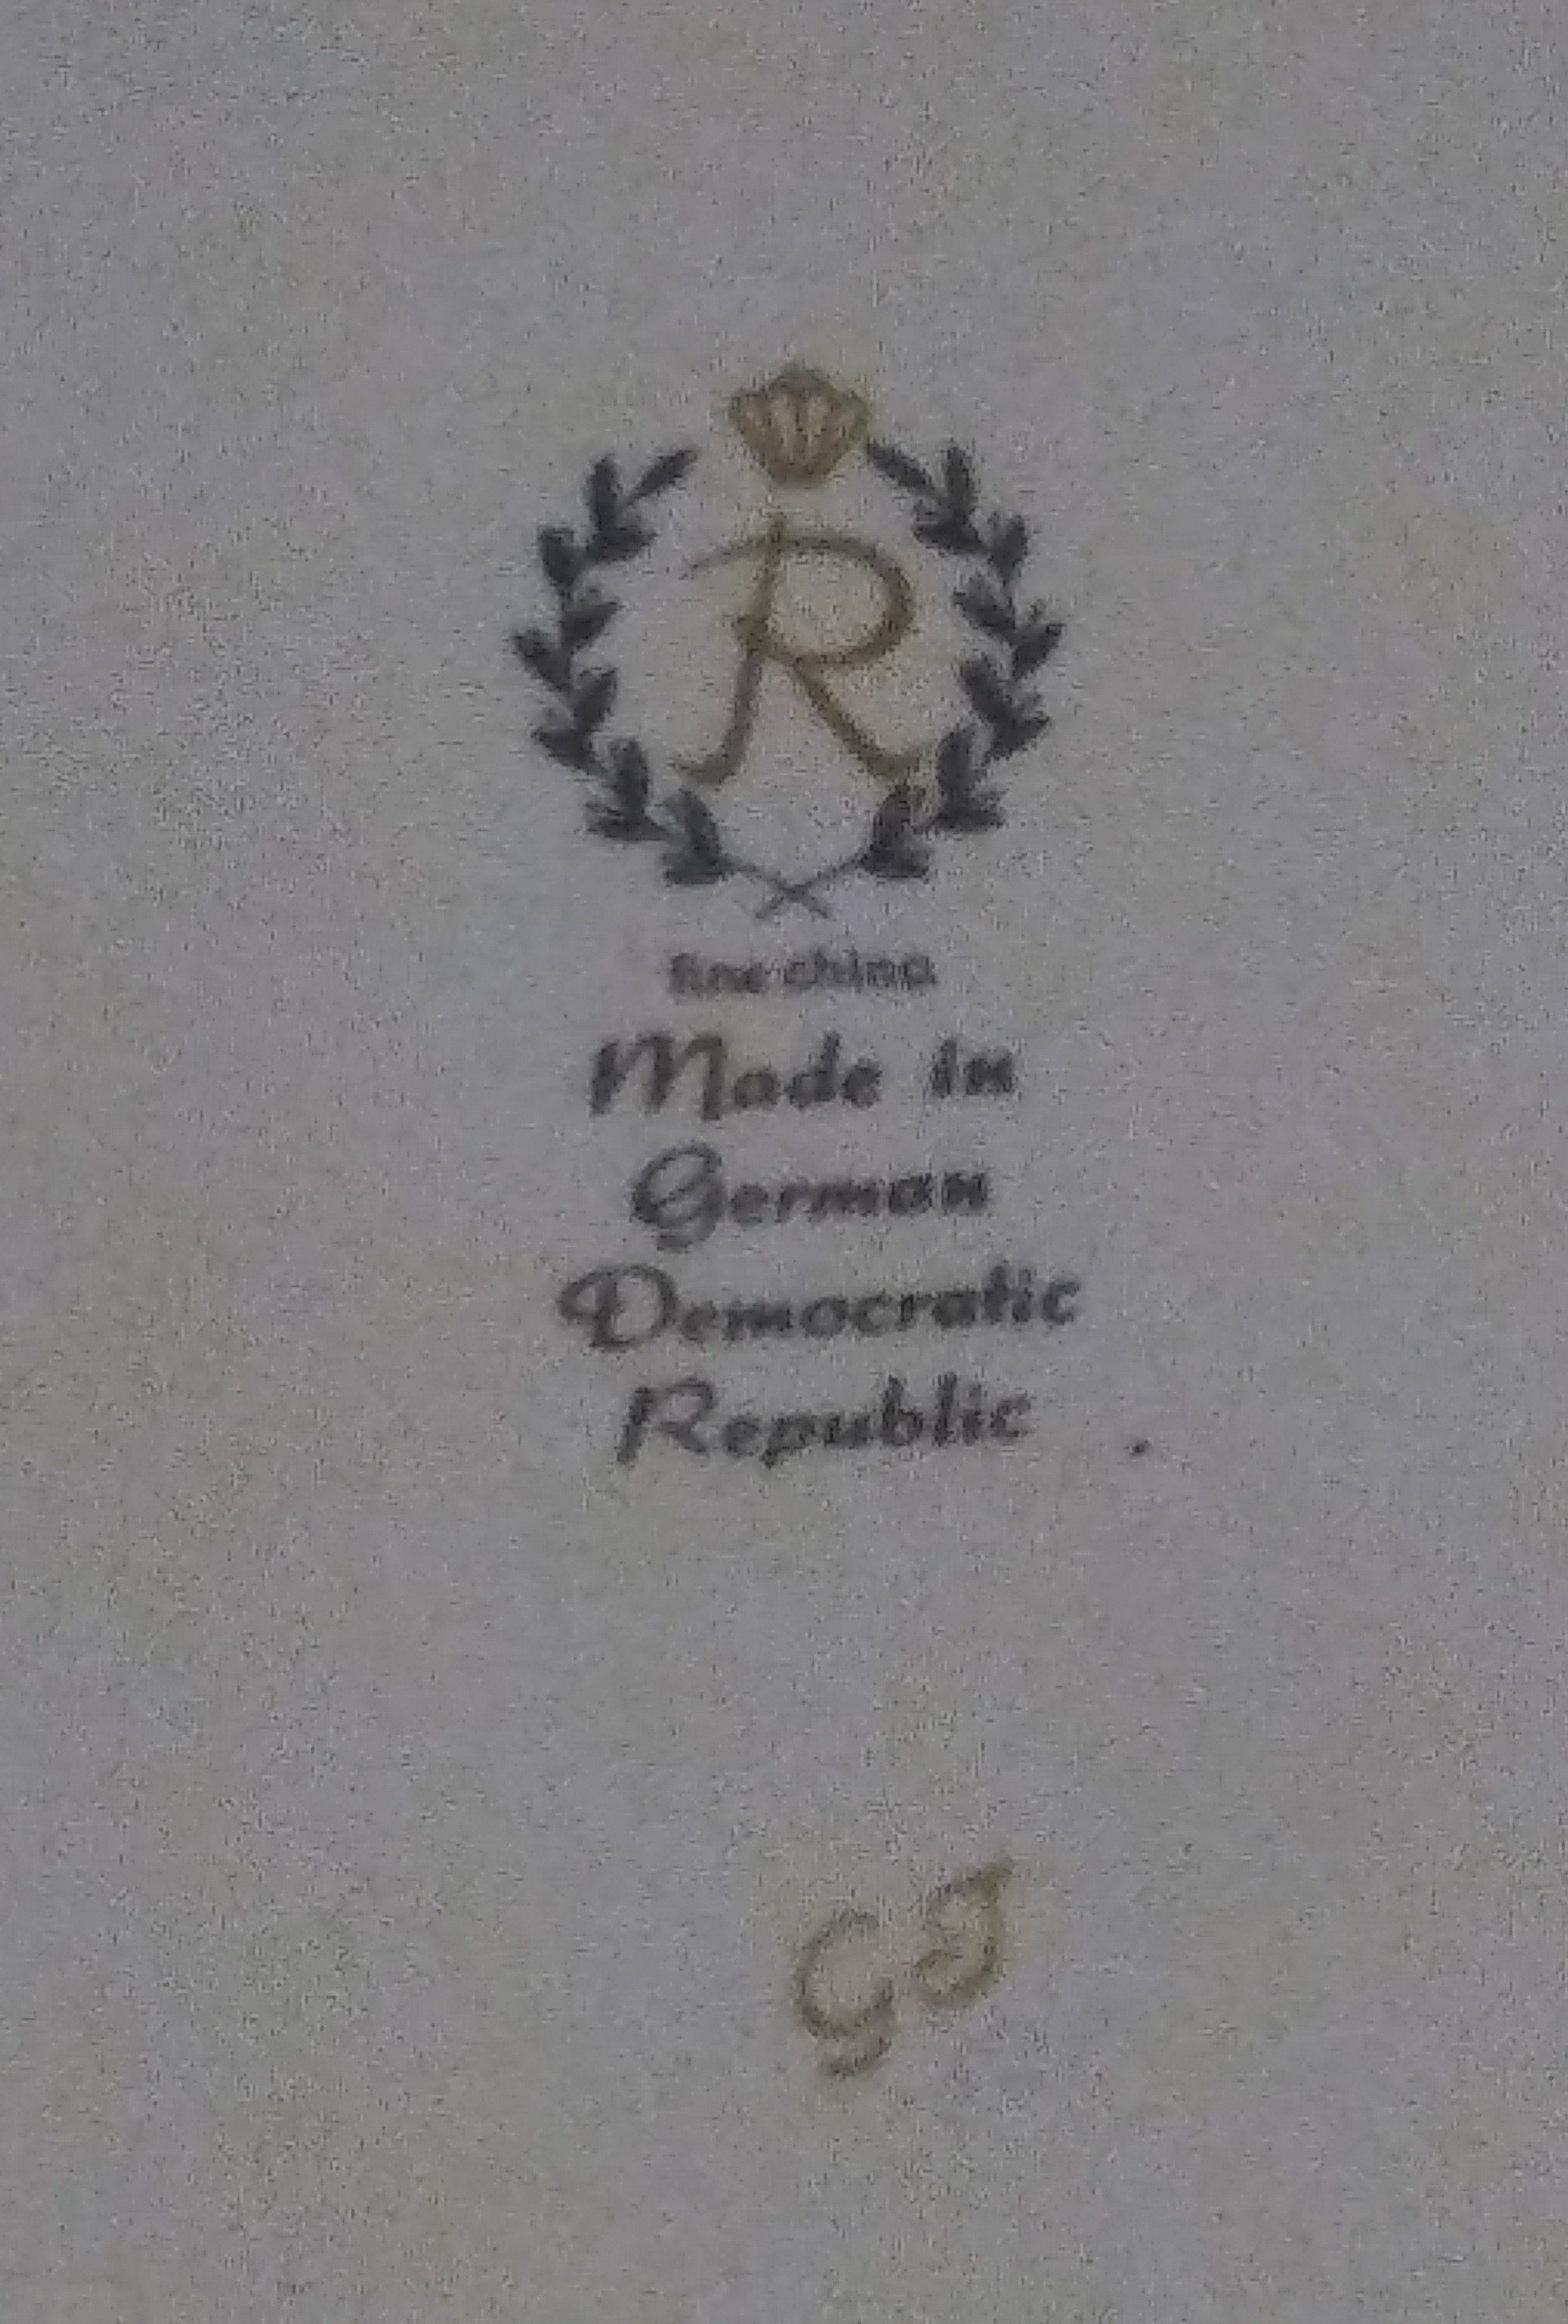 R
fine china
Made in
German
Democratic
Republic